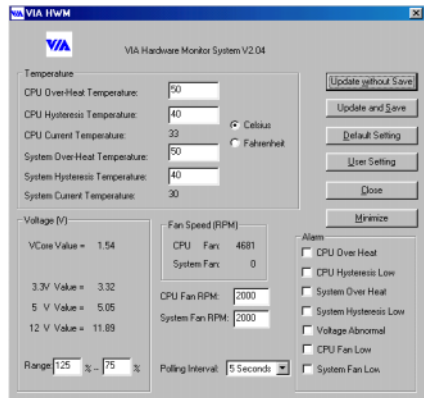 VIA HWM
VIA
VIA Hardware Monitor System V2.04
Temperature
CPU Over-Heat Temperature: 50
CPU Hysteresis Temperature: 40
CPU Current Temperature: 33
System Over-Heat Temperature: 50
System Hysteresis Temperature: 40
System Current Temperature: 30
Celsius
Fahrenheit
Update without Save
Update and Save
Default Setting
User Setting
Close
Minimize
Voltage (V)
VCore Value = 1.54
3.3V Value = 3.32
5 V Value = 5.05
12 V Value = 11.89
Range: 125 % -- 75 %
Fan Speed (RPM)
CPU Fan: 4681
System Fan: 0
CPU Fan RPM: 2000
System Fan RPM: 2000
Polling Interval: 5 Seconds
Alarm
CPU Over Heat
CPU Hysteresis Low
System Over Heat
System Hysteresis Low
Voltage Abnormal
CPU Fan Low
System Fan Low